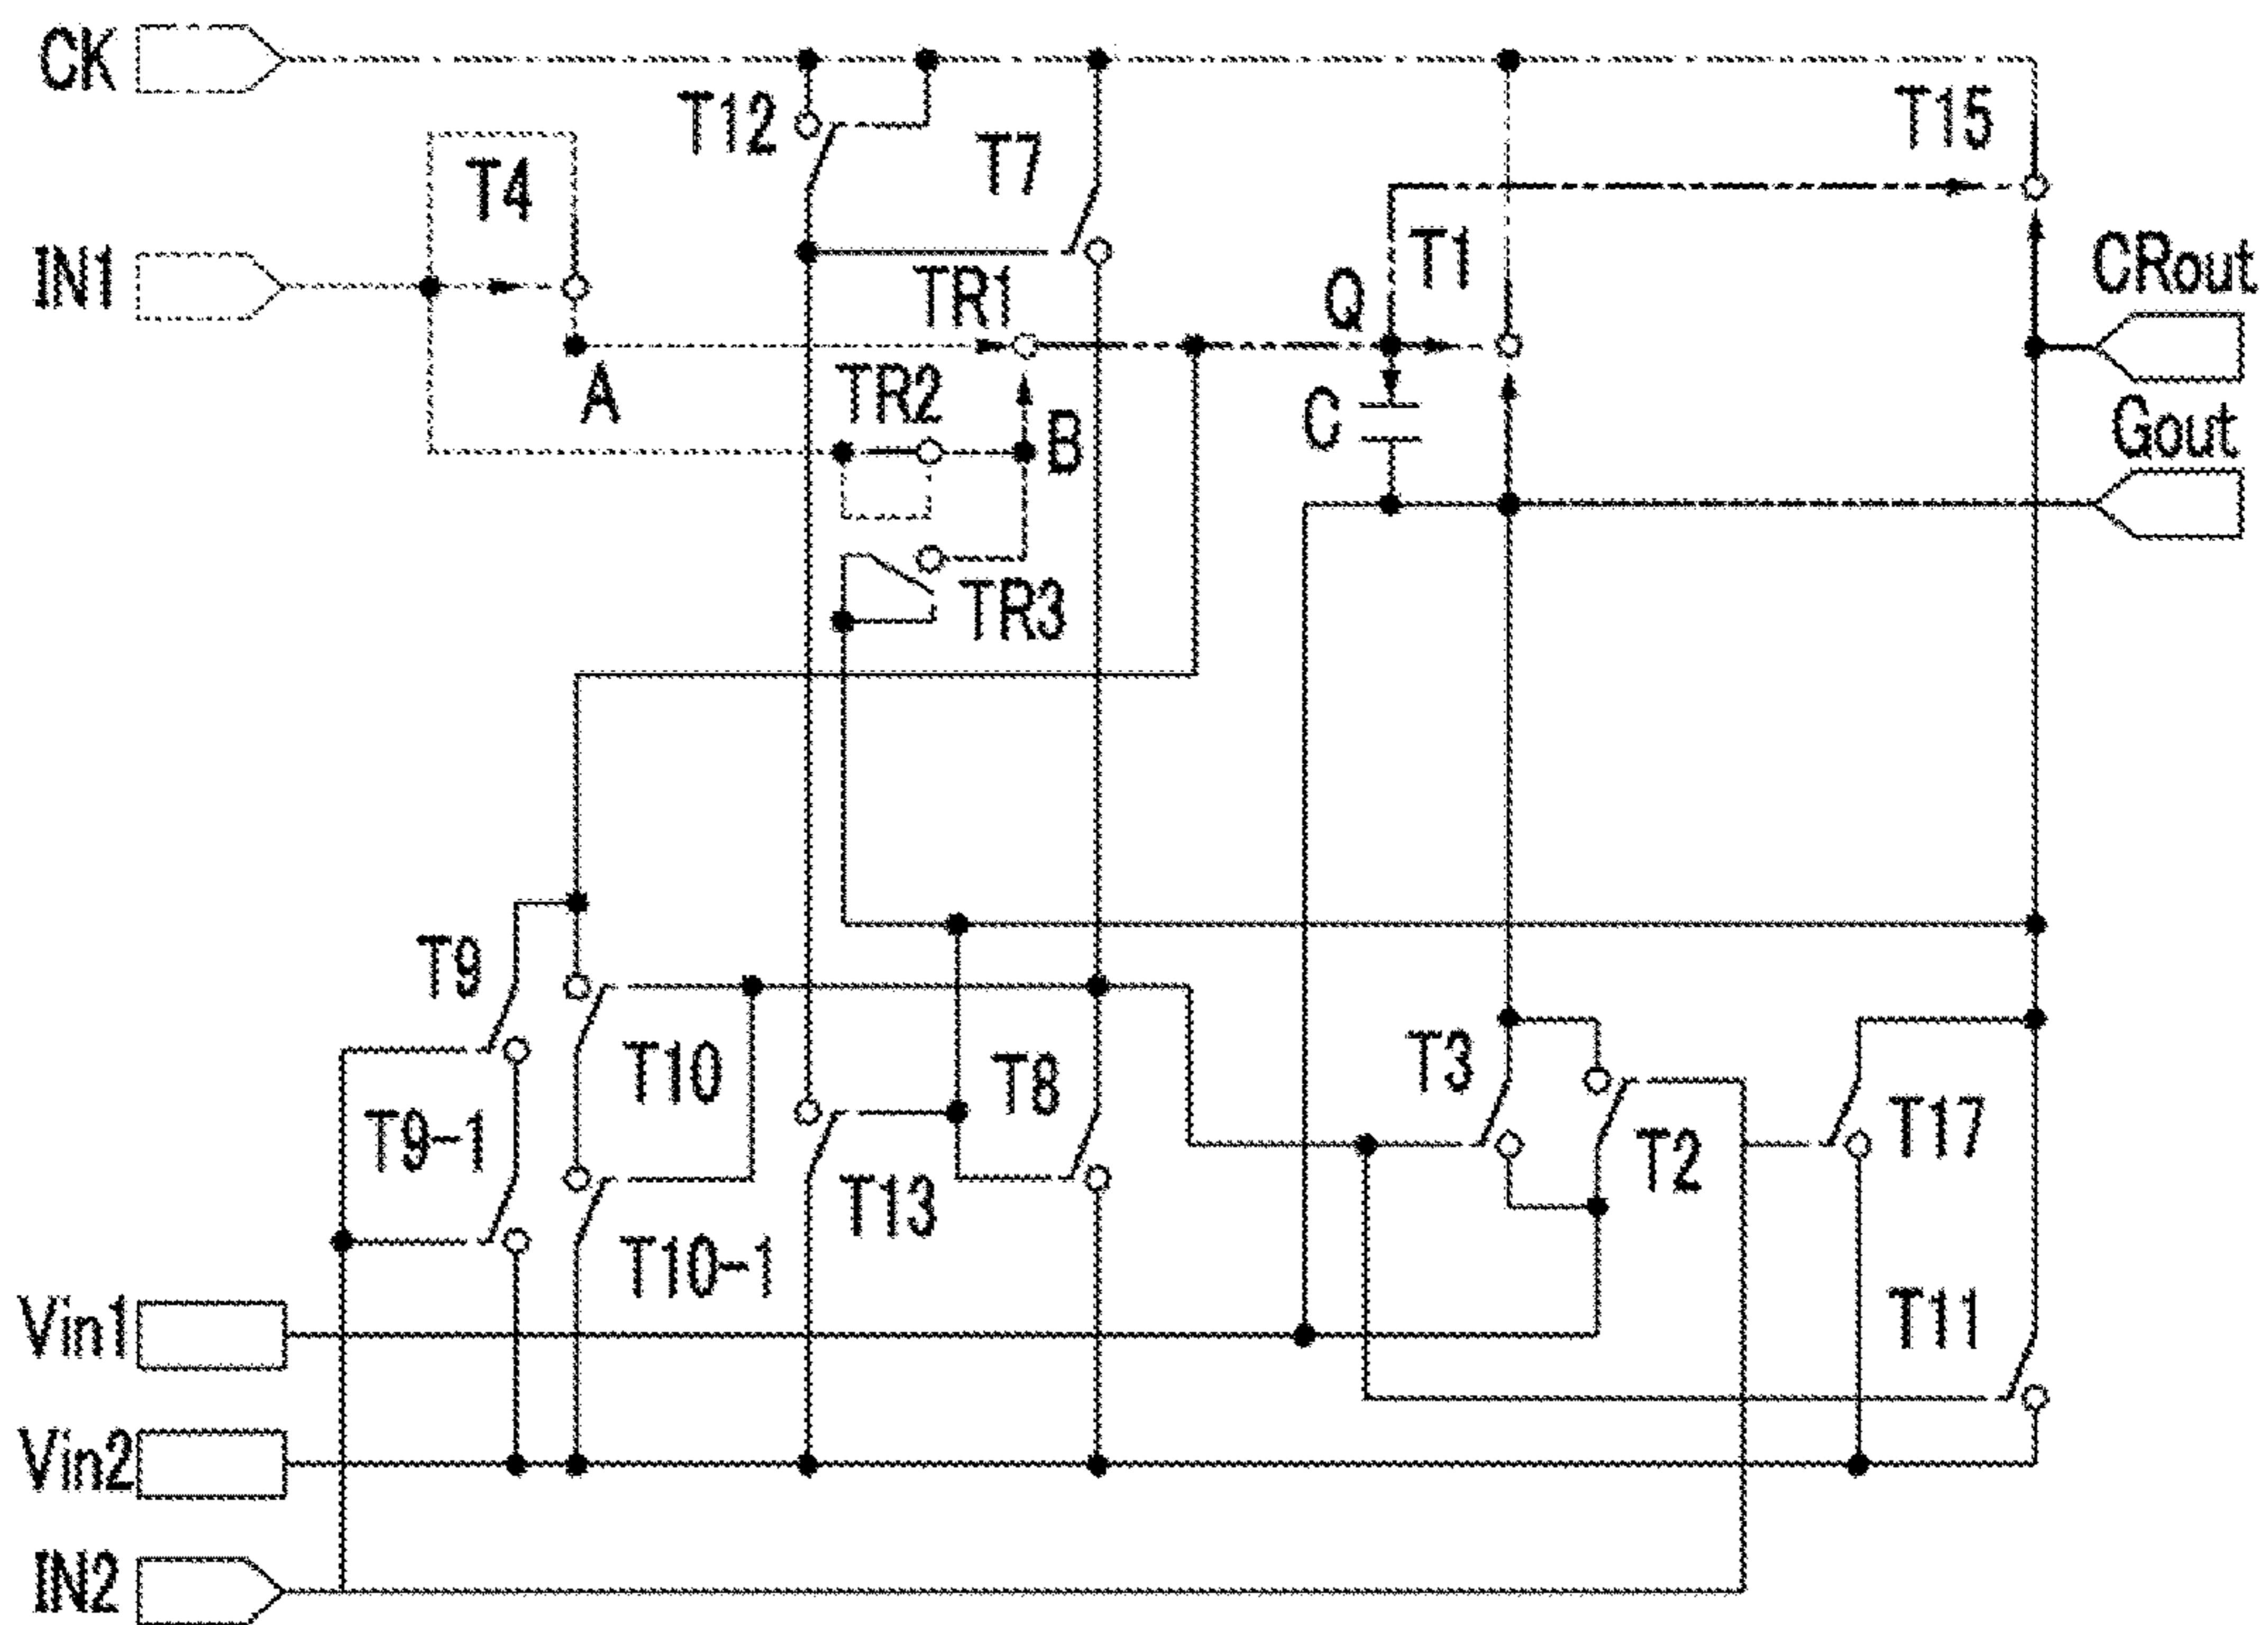 CK
T12
T7
T15
T4
IN1
TR1
Q
T1
CRout
A
TR2
B
C
Gout
TR3
T9
T10
T8
T3
T9-1
T13
T2
T17
T10-1
Vin1
T11
Vin2
IN2